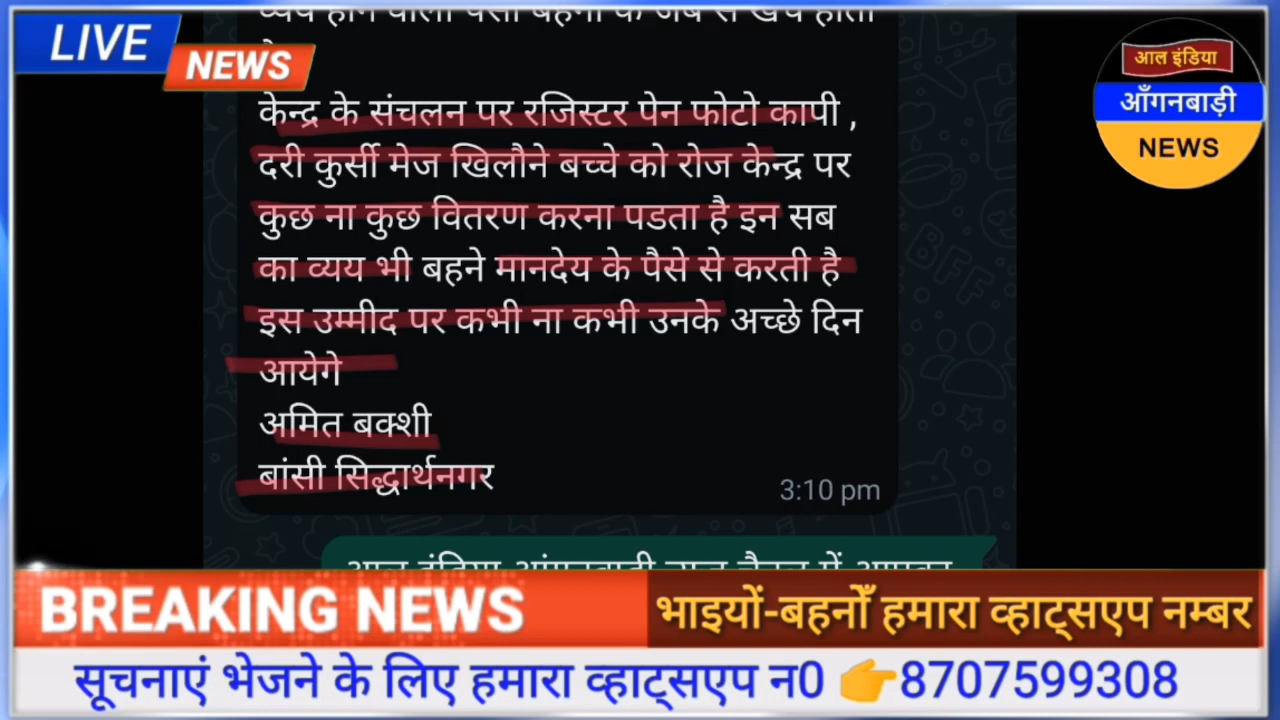 LIVE
NEWS
आल इंडिया
आँगनबाड़ी
NEWS
केन्द्र के संचलन पर रजिस्टर पेन फोटो कापी ,
दरी कुर्सी मेज खिलौने बच्चे को रोज केन्द्र पर
कुछ ना कुछ वितरण करना पडता है इन सब
का व्यय भी बहने मानदेय के पैसे से करती है
इस उम्मीद पर कभी ना कभी उनके अच्छे दिन
आयेगे
अमित बक्शी
बांसी सिद्धार्थनगर
3:10 pm
BREAKING NEWS
भाइयों-बहनोँ हमारा व्हाट्सएप नम्बर
सूचनाएं भेजने के लिए हमारा व्हाट्सएप न0 👉8707599308